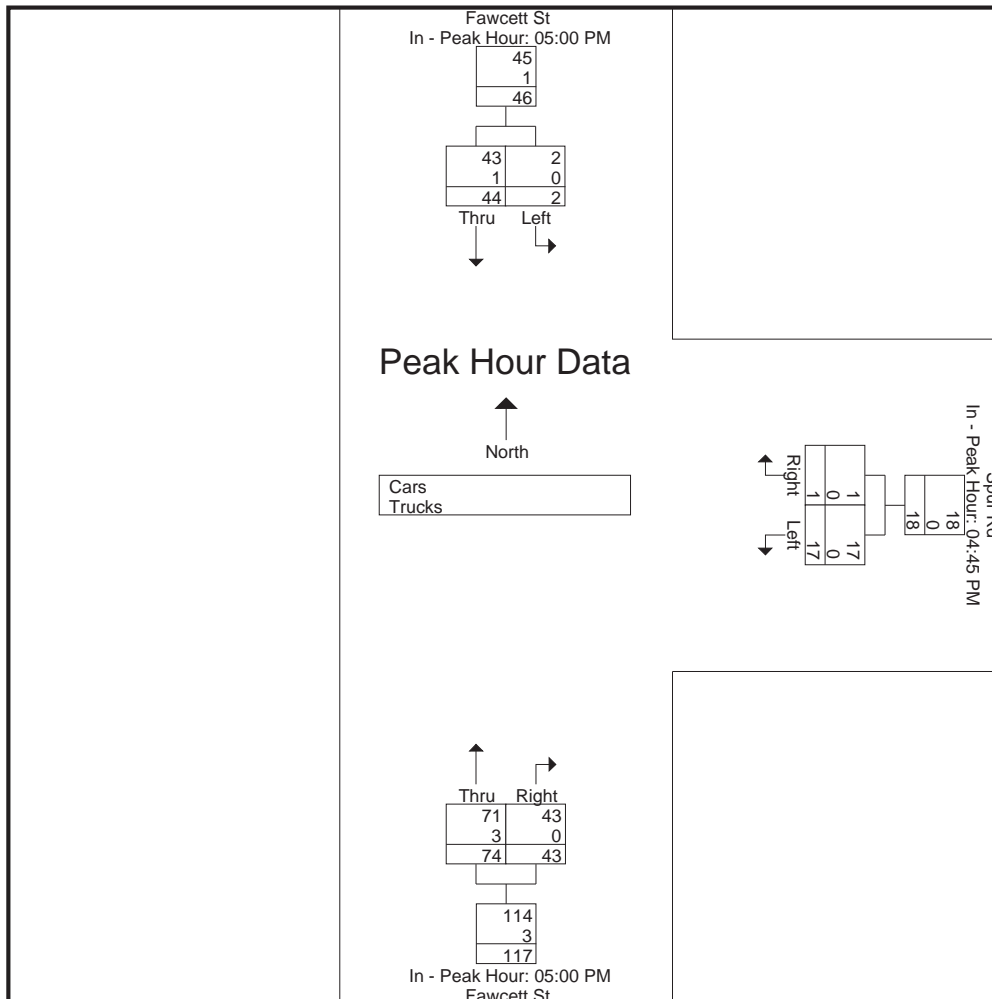 Fawcett St
In - Peak Hour: 05:00 PM
45
1
46
43 2
1 0
44 2
Thru Left
Peak Hour Data
North
Cars
Trucks
Rd
In - Peak Hour: 04:45 PM
18
0
18
1 17
0 0
1 17
Right Left
Thru Right
71 43
3 0
74 43
114
3
117
In - Peak Hour: 05:00 PM
Fawcett St